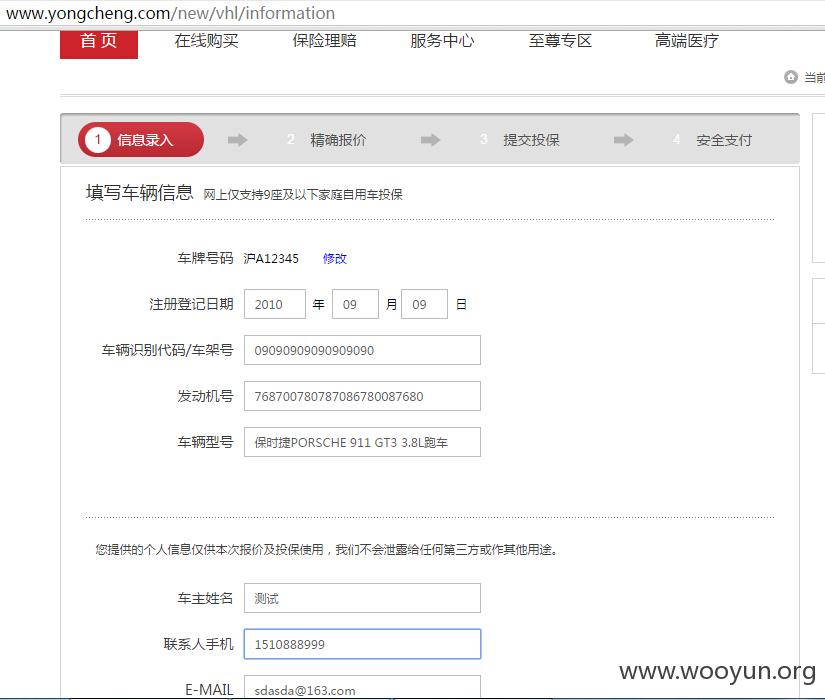 www.yongcheng.com/new/vhl/information
首页 在线购买 保险理赔 服务中心 至尊专区 高端医疗
当前
1 信息录入 2 精确报价 3 提交投保 4 安全支付
填写车辆信息 网上仅支持9座及以下家庭自用车投保
车牌号码 沪A12345 修改
注册登记日期 2010 年 09 月 09 日
车辆识别代码/车架号 09090909090909090
发动机号 768700780787086780087680
车辆型号 保时捷PORSCHE 911 GT3 3.8L跑车
您提供的个人信息仅供本次报价及投保使用，我们不会泄露给任何第三方或作其他用途。
车主姓名 测试
联系人手机 1510888999
E-MAIL sdasda@163.com
www.wooyun.org